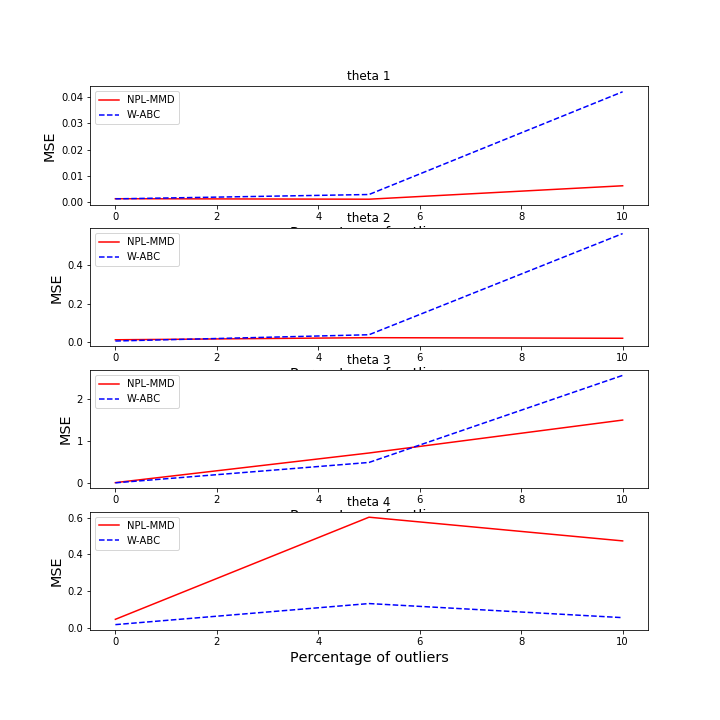 theta 1
MSE
0.04
0.03
0.02
0.01
0.00
NPL-MMD
W-ABC
0 2 4 6 8 10
theta 2
MSE
0.4
0.2
0.0
NPL-MMD
W-ABC
0 2 4 6 8 10
theta 3
MSE
2
1
0
NPL-MMD
W-ABC
0 2 4 6 8 10
theta 4
MSE
0.6
0.4
0.2
0.0
NPL-MMD
W-ABC
0 2 4 6 8 10
Percentage of outliers